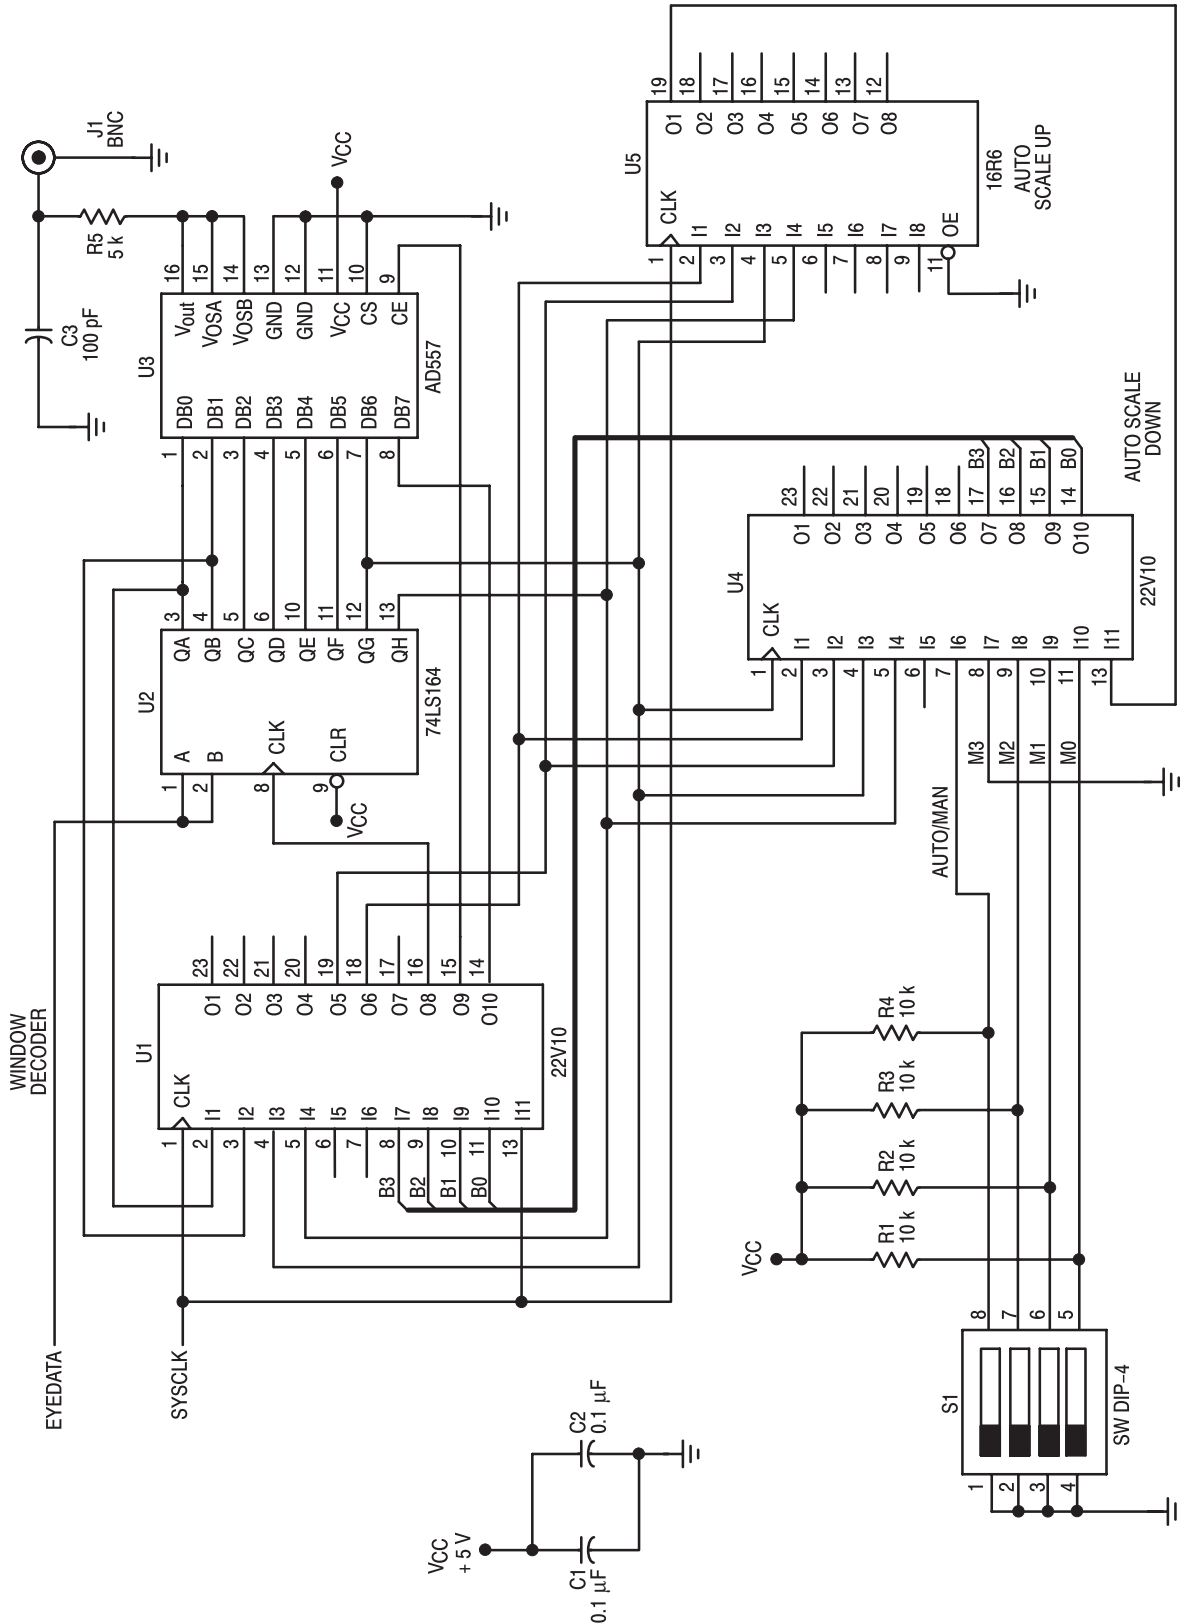 WINDOW
DECODER
EYEDATA
SYSCLK
U1
22V10
CLK
I1
I2
I3
I4
I5
I6
I7
I8
I9
I10
I11
1
2
3
4
5
6
7
8
9
10
11
13
B3
B2
B1
B0
O1
O2
O3
O4
O5
O6
O7
O8
O9
O10
23
22
21
20
19
18
17
16
15
14
U2
74LS164
A
B
CLK
CLR
1
2
8
9
VCC
QA
QB
QC
QD
QE
QF
QG
QH
3
4
5
6
10
11
12
13
U3
AD557
DB0
DB1
DB2
DB3
DB4
DB5
DB6
DB7
1
2
3
4
5
6
7
8
Vout
VOSA
VOSB
GND
GND
VCC
CS
CE
16
15
14
13
12
11
10
9
VCC
R5
5 k
C3
100 pF
J1
BNC
VCC
+ 5 V
C1
0.1 µF
C2
0.1 µF
VCC
R1
10 k
R2
10 k
R3
10 k
R4
10 k
S1
SW DIP–4
1
2
3
4
8
7
6
5
AUTO/MAN
M3
M2
M1
M0
U4
22V10
CLK
I1
I2
I3
I4
I5
I6
I7
I8
I9
I10
I11
1
2
3
4
5
6
7
8
9
10
11
13
O1
O2
O3
O4
O5
O6
O7
O8
O9
O10
23
22
21
20
19
18
17
16
15
14
B3
B2
B1
B0
AUTO SCALE
DOWN
U5
16R6
AUTO
SCALE UP
CLK
I1
I2
I3
I4
I5
I6
I7
I8
OE
1
2
3
4
5
6
7
8
9
11
O1
O2
O3
O4
O5
O6
O7
O8
19
18
17
16
15
14
13
12